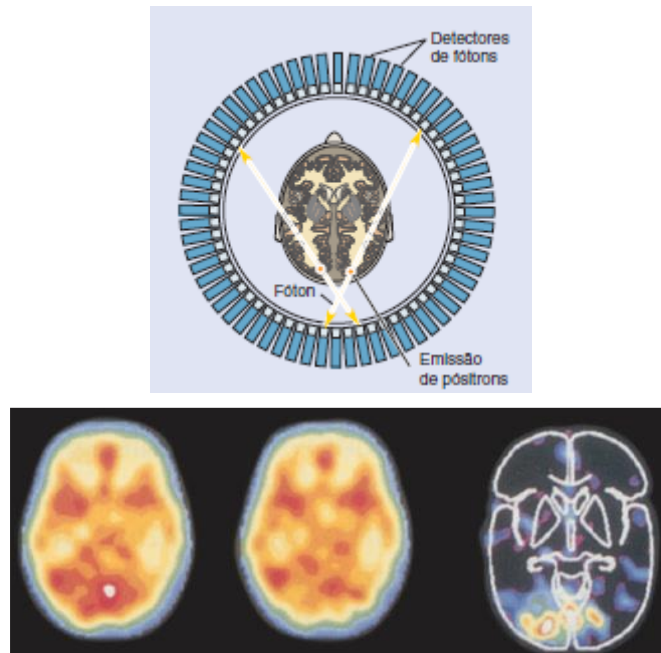 Detectores
de fótons
Fóton
Emissão
de pósitrons